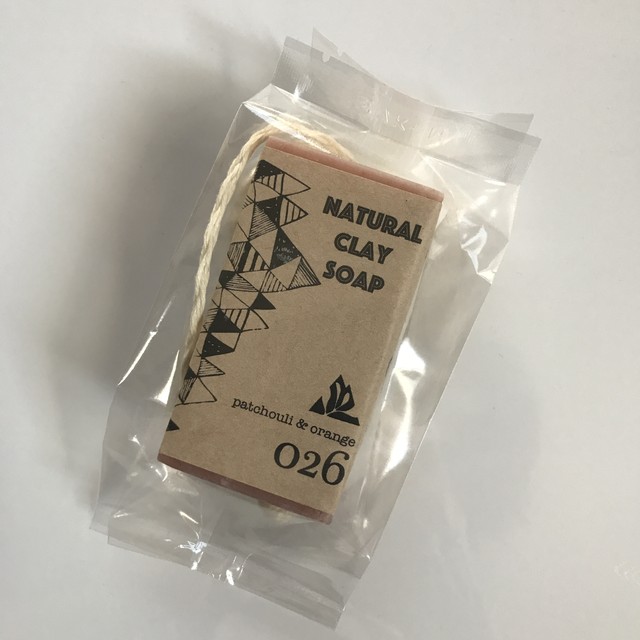 NATURAL
CLAY
SOAP
patchouli & orange
026